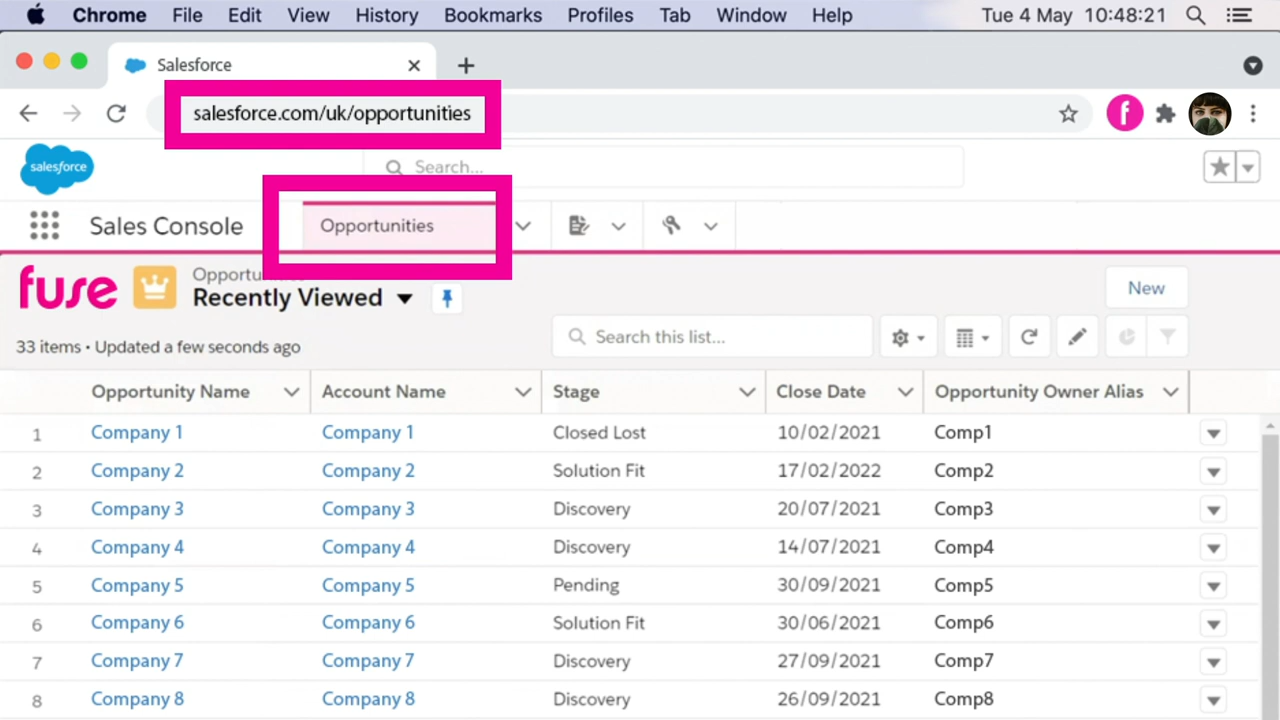 Chrome File Edit View History Bookmarks Profiles Tab Window Help Tue 4 May 10:48:21
Salesforce
salesforce.com/uk/opportunities
f
salesforce
Search...
Sales Console Opportunities
fuse
Opportu
Recently Viewed
New
33 items • Updated a few seconds ago
Search this list...
Opportunity Name Account Name Stage Close Date Opportunity Owner Alias
1 Company 1 Company 1 Closed Lost 10/02/2021 Comp1
2 Company 2 Company 2 Solution Fit 17/02/2022 Comp2
3 Company 3 Company 3 Discovery 20/07/2021 Comp3
4 Company 4 Company 4 Discovery 14/07/2021 Comp4
5 Company 5 Company 5 Pending 30/09/2021 Comp5
6 Company 6 Company 6 Solution Fit 30/06/2021 Comp6
7 Company 7 Company 7 Discovery 27/09/2021 Comp7
8 Company 8 Company 8 Discovery 26/09/2021 Comp8